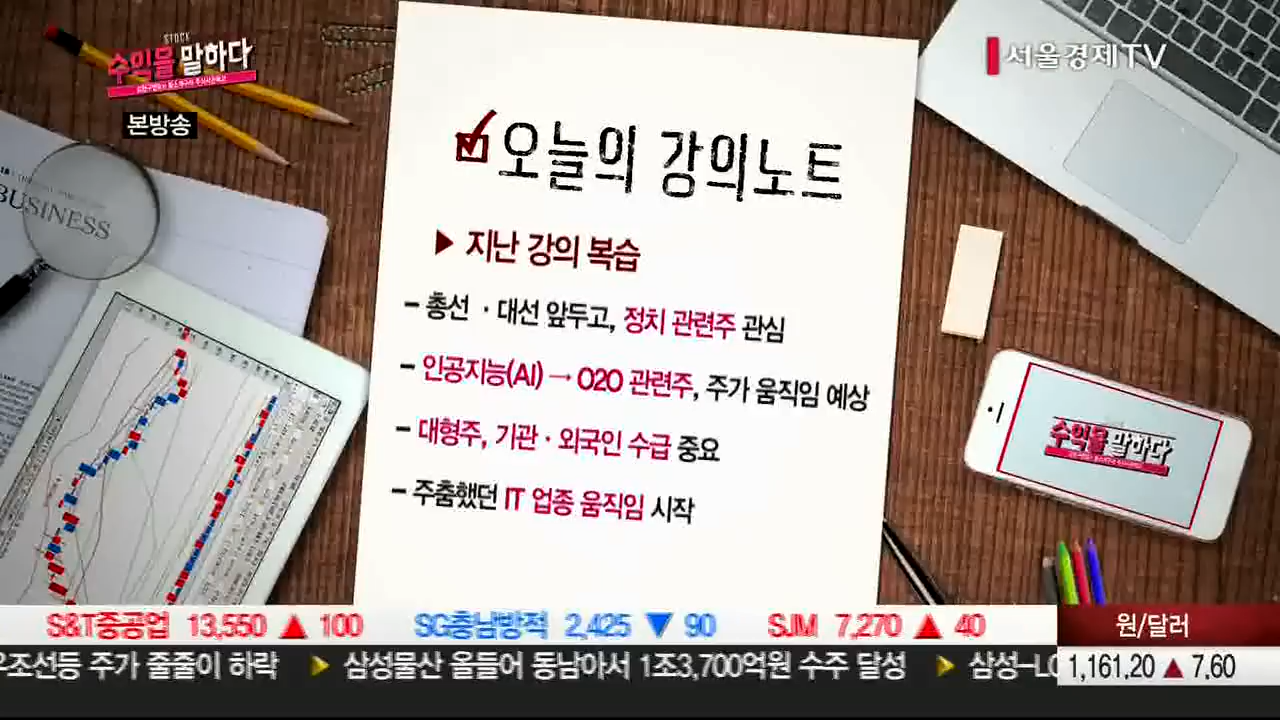 STOCK
수익률 말하다
본방송
서울경제TV
BUSINESS
오늘의 강의노트
▶ 지난 강의 복습
- 총선 · 대선 앞두고, 정치 관련주 관심
- 인공지능(AI) → O2O 관련주, 주가 움직임 예상
- 대형주, 기관 · 외국인 수급 중요
- 주춤했던 IT 업종 움직임 시작
수익률 말하다
S&T중공업 13,550 ▲ 100 SG충남방적 2,425 ▼ 90 SJM 7,270 ▲ 40
원/달러
조선등 주가 줄줄이 하락 ▶ 삼성물산 올들어 동남아서 1조3,700억원 수주 달성 ▶ 삼성-LG
1,161.20 ▲ 7.60